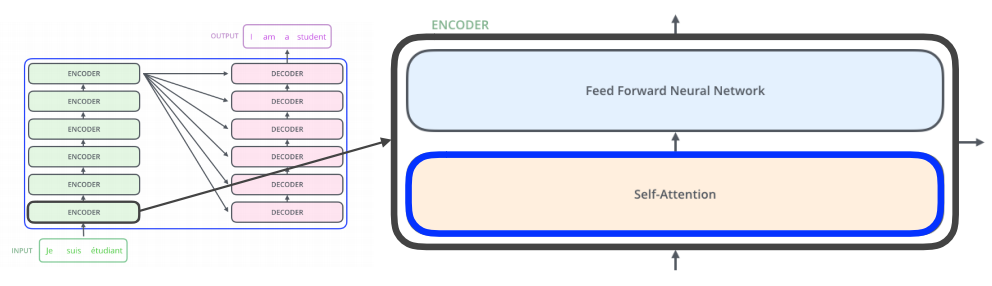 OUTPUT
I am a student
ENCODER
ENCODER
ENCODER
ENCODER
ENCODER
ENCODER
DECODER
DECODER
DECODER
DECODER
DECODER
DECODER
INPUT
Je suis étudiant
ENCODER
Feed Forward Neural Network
Self-Attention